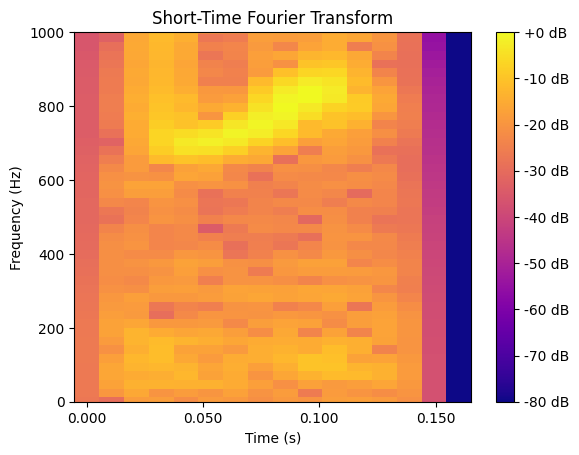 Short-Time Fourier Transform
1000
800
600
400
200
0
Frequency (Hz)
0.000
0.050
0.100
0.150
Time (s)
+0 dB
-10 dB
-20 dB
-30 dB
-40 dB
-50 dB
-60 dB
-70 dB
-80 dB